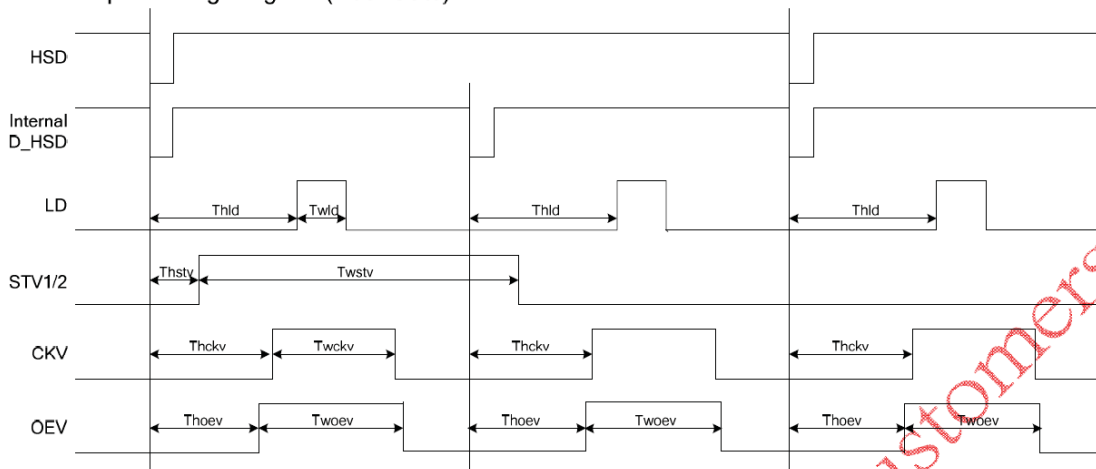 HSD
Internal
D_HSD
LD
Thld
Twld
Thld
Thld
STV1/2
Thstv
Twstv
CKV
Thckv
Twckv
Thckv
Thckv
OEV
Thoev
Twoev
Thoev
Twoev
Thoev
Twoev
ustomers